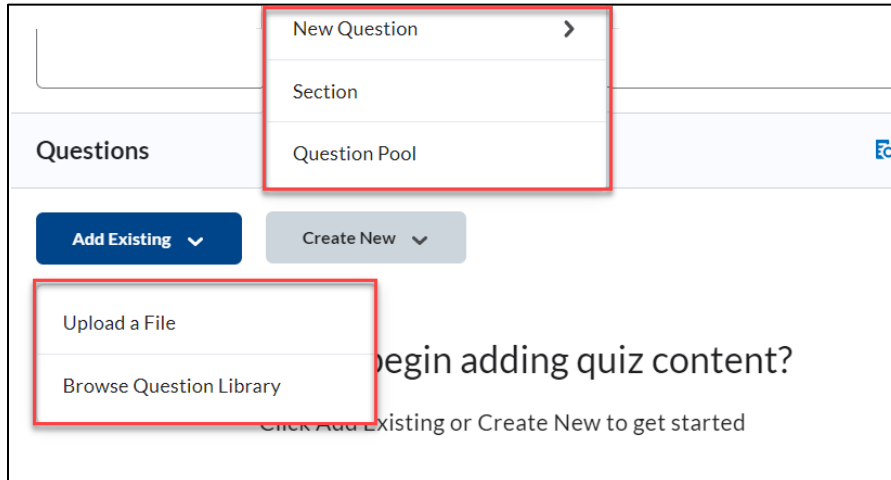 New Question
Section
Questions
Question Pool
Add Existing
Create New
Upload a File
begin adding quiz content?
Browse Question Library
Click Add Existing or Create New to get started